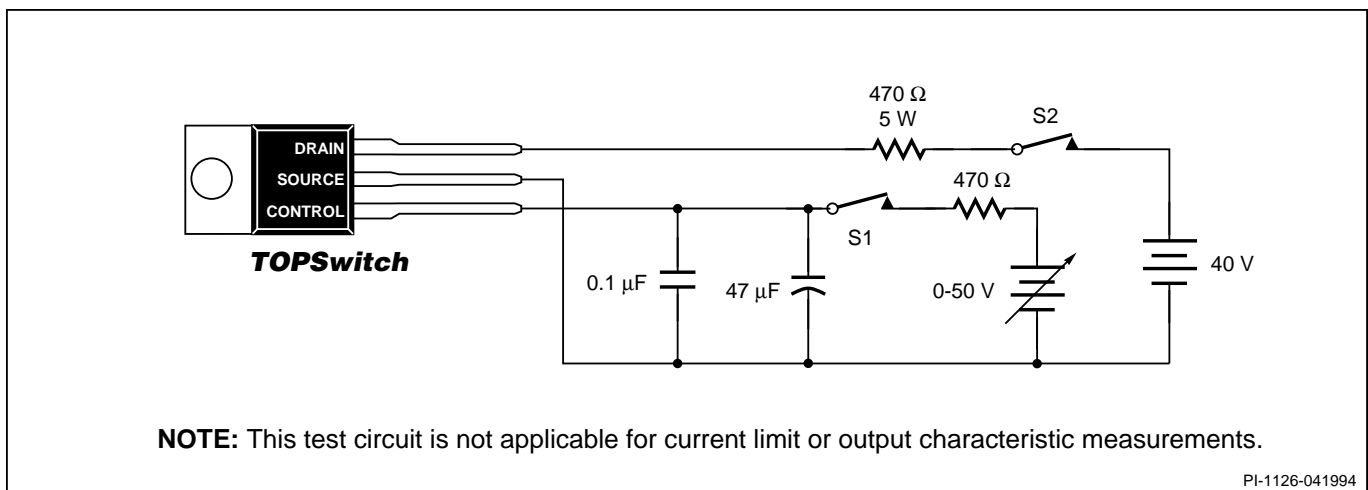 470 Ω
5 W
S2
DRAIN
SOURCE
470 Ω
CONTROL
S1
TOPSwitch
0.1 μF
47 μF
0-50 V
40 V
NOTE: This test circuit is not applicable for current limit or output characteristic measurements.
PI-1126-041994